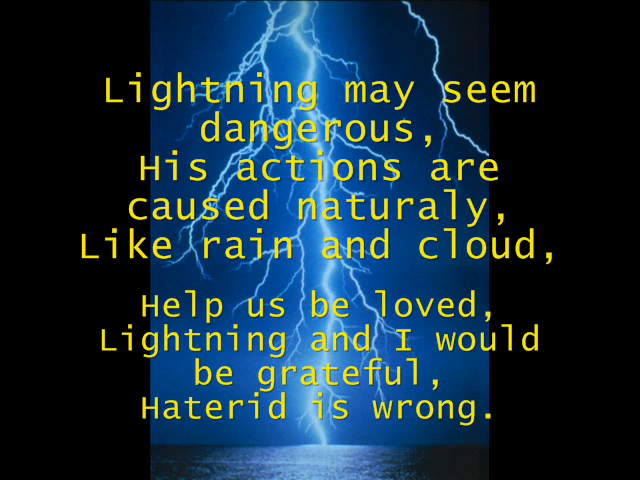 Lightning may seem
dangerous,
His actions are
caused naturaly,
Like rain and cloud,
Help us be loved,
Lightning and I would
be grateful,
Haterid is wrong.